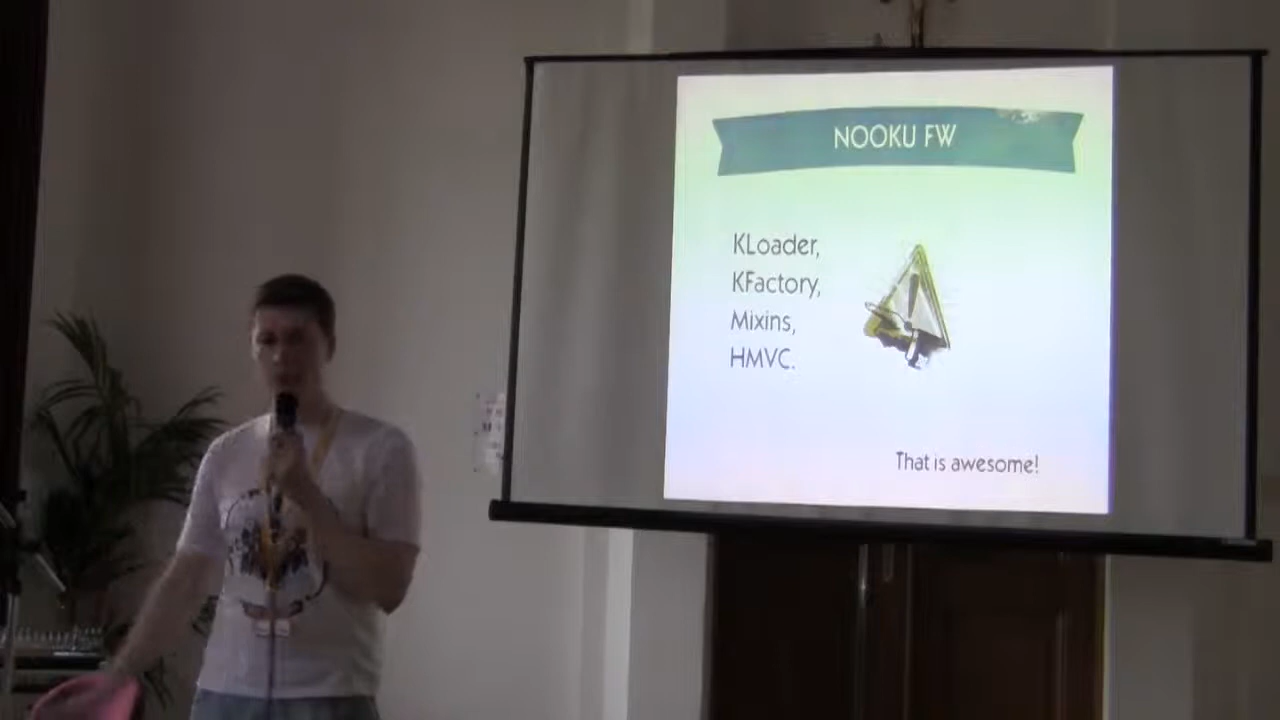 NOOKU FW
KLoader,
KFactory,
Mixins,
HMVC.
That is awesome!